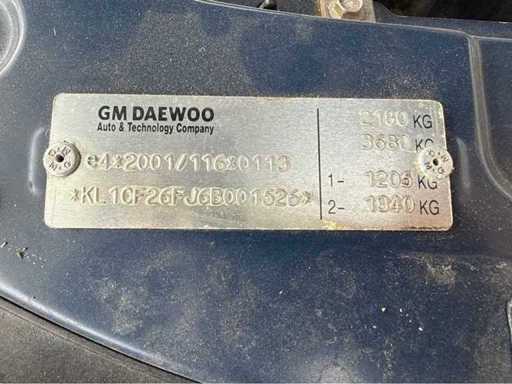 GM DAEWOO
Auto & Technology Company
e4*2001/116*0113
*KL1CF26FJ6B001526*
2160 KG
3680 KG
1- 1205 KG
2- 1340 KG